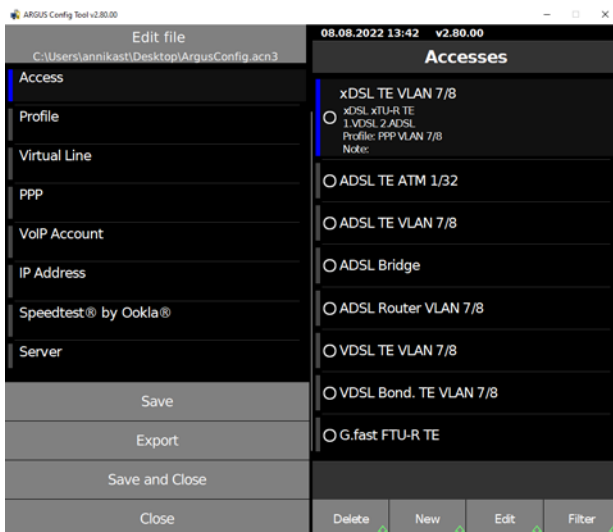 ARGUS Config Tool v2.80.00
Edit file
C:\Users\annikast\Desktop\ArgusConfig.acn3
Access
Profile
Virtual Line
PPP
VoIP Account
IP Address
Speedtest® by Ookla®
Server
Save
Export
Save and Close
Close
08.08.2022 13:42 v2.80.00
Accesses
xDSL TE VLAN 7/8
xDSL xTU-R TE
1.VDSL 2.ADSL
Profile: PPP VLAN 7/8
Note:
ADSL TE ATM 1/32
ADSL TE VLAN 7/8
ADSL Bridge
ADSL Router VLAN 7/8
VDSL TE VLAN 7/8
VDSL Bond. TE VLAN 7/8
G.fast FTU-R TE
Delete New Edit Filter